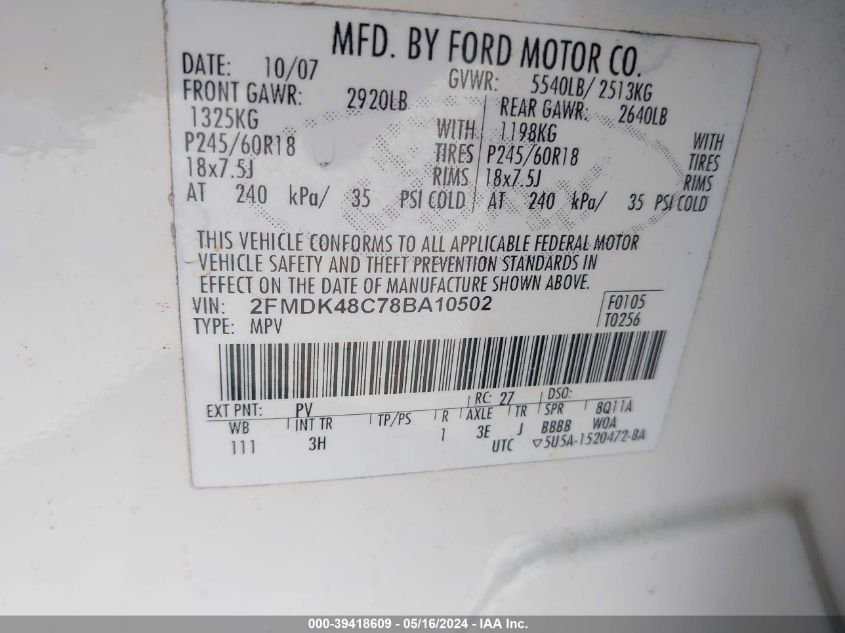 MFD. BY FORD MOTOR CO.
DATE: 10/07 GVWR: 5540LB/ 2513KG
FRONT GAWR: 2920LB REAR GAWR: 2640LB
1325KG WITH 1198KG WITH
P245/60R18 TIRES P245/60R18 TIRES
18x7.5J RIMS 18x7.5J RIMS
AT 240 kPa/ 35 PSI COLD AT 240 kPa/ 35 PSI COLD
THIS VEHICLE CONFORMS TO ALL APPLICABLE FEDERAL MOTOR
VEHICLE SAFETY AND THEFT PREVENTION STANDARDS IN
EFFECT ON THE DATE OF MANUFACTURE SHOWN ABOVE.
VIN: 2FMDK48C78BA10502 F0105
TYPE: MPV T0256
EXT PNT: PV RC: 27 DSO:
WB INT TR TP/PS R AXLE TR SPR 8Q11A
111 3H 1 3E J BBBB W0A
UTC ▽5U5A-1520472-BA
000-39418609 - 05/16/2024 - IAA Inc.